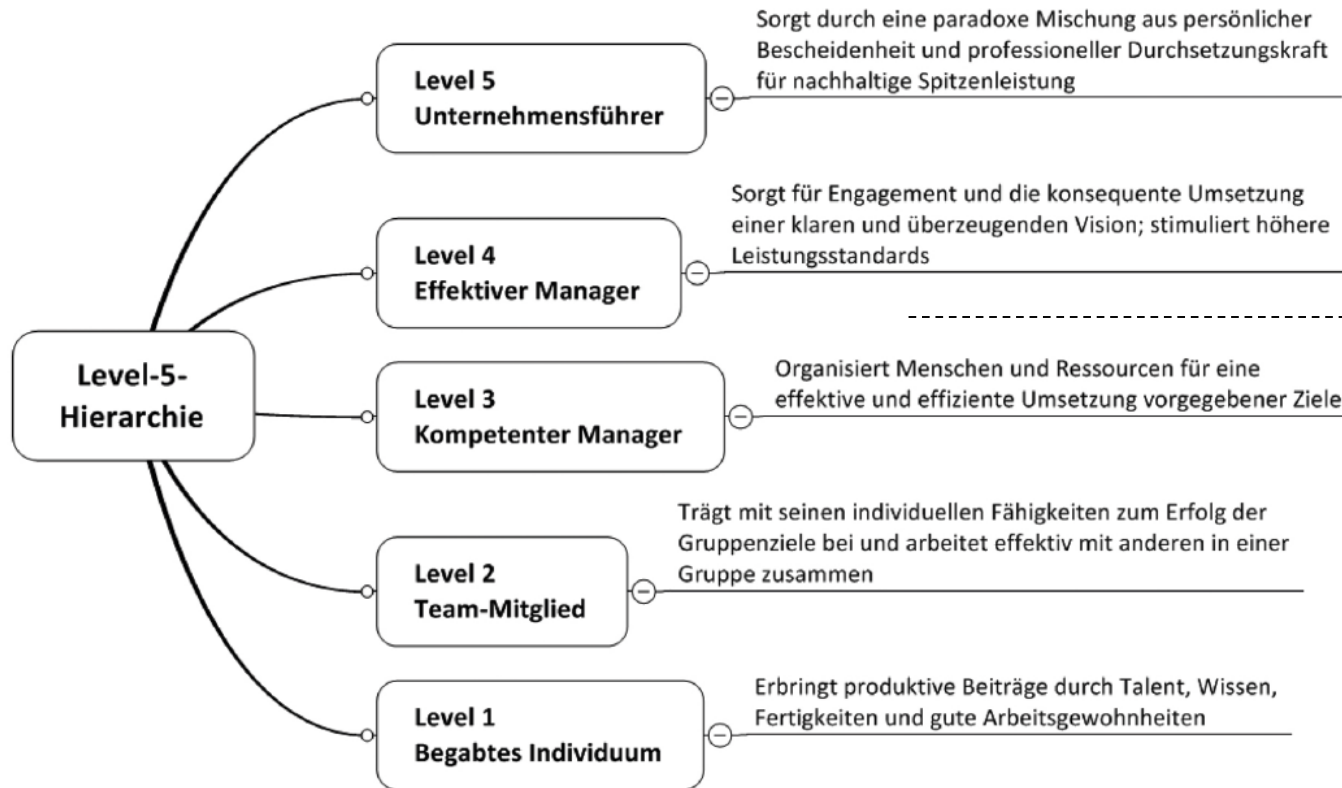 Sorgt durch eine paradoxe Mischung aus persönlicher
Bescheidenheit und professioneller Durchsetzungskraft
für nachhaltige Spitzenleistung
Level 5
Unternehmensführer
Sorgt für Engagement und die konsequente Umsetzung
einer klaren und überzeugenden Vision; stimuliert höhere
Leistungsstandards
Level 4
Effektiver Manager
Level-5-
Hierarchie
Organisiert Menschen und Ressourcen für eine
effektive und effiziente Umsetzung vorgegebener Ziele
Level 3
Kompetenter Manager
Trägt mit seinen individuellen Fähigkeiten zum Erfolg der
Gruppenziele bei und arbeitet effektiv mit anderen in einer
Gruppe zusammen
Level 2
Team-Mitglied
Erbringt produktive Beiträge durch Talent, Wissen,
Fertigkeiten und gute Arbeitsgewohnheiten
Level 1
Begabtes Individuum